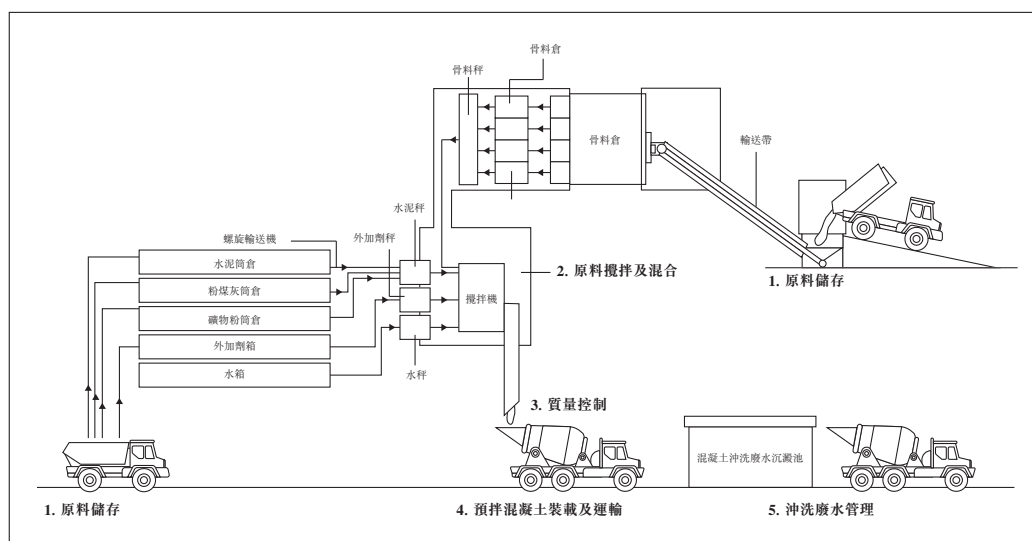 骨料倉
骨料秤
骨料倉
輸送帶
水泥秤
外加劑秤
螺旋輸送機
水泥筒倉
粉煤灰筒倉
礦物粉筒倉
外加劑箱
水箱
攪拌機
水秤
2. 原料攪拌及混合
1. 原料儲存
3. 質量控制
混凝土沖洗廢水沉澱池
1. 原料儲存
4. 預拌混凝土裝載及運輸
5. 沖洗廢水管理